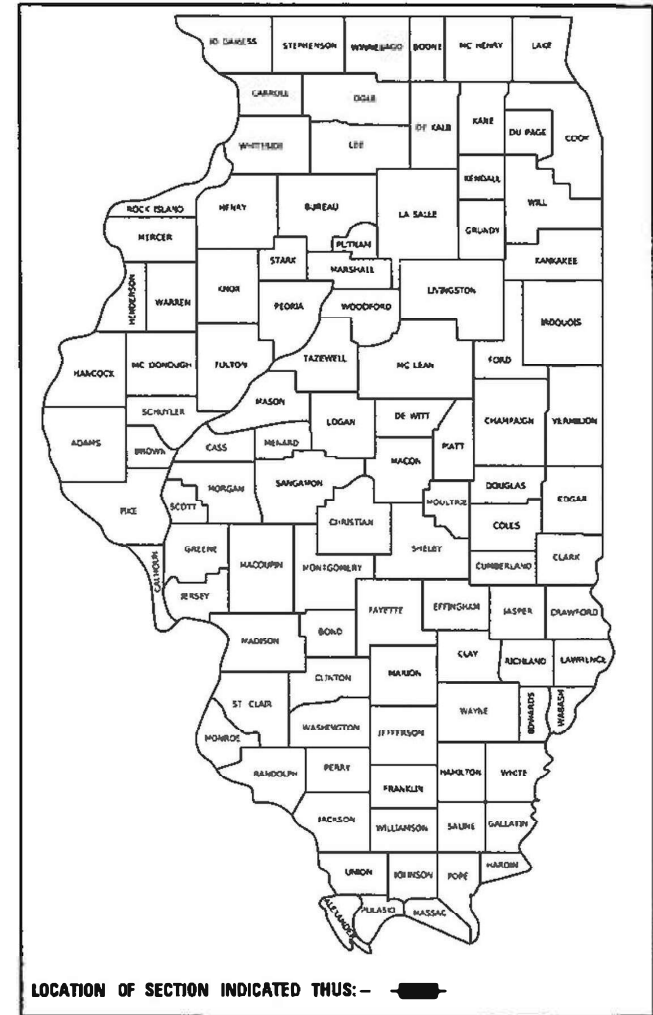 JO DAVIESS STEPHENSON WINNEBAGO BOONE MC HENRY LAKE
CARROLL OGLE DE KALB KANE DU PAGE COOK
WHITESIDE LEE
KENDALL WILL
ROCK ISLAND HENRY BUREAU LA SALLE GRUNDY
MERCER PUTNAM KANKAKEE
STARK MARSHALL
HENDERSON WARREN KNOX PEORIA WOODFORD LIVINGSTON IROQUOIS
HANCOCK MC DONOUGH FULTON TAZEWELL MC LEAN FORD
MASON
SCHUYLER LOGAN DE WITT CHAMPAIGN VERMILION
ADAMS BROWN CASS MENARD MACON PIATT
PIKE MORGAN SANGAMON DOUGLAS EDGAR
SCOTT CHRISTIAN MOULTRIE COLES
CALHOUN GREENE MACOUPIN MONTGOMERY SHELBY CUMBERLAND CLARK
JERSEY FAYETTE EFFINGHAM JASPER CRAWFORD
MADISON BOND CLAY RICHLAND LAWRENCE
CLINTON MARION
ST CLAIR WAYNE EDWARDS WABASH
MONROE WASHINGTON JEFFERSON
RANDOLPH PERRY FRANKLIN HAMILTON WHITE
JACKSON WILLIAMSON SALINE GALLATIN
UNION JOHNSON POPE HARDIN
ALEXANDER PULASKI MASSAC
LOCATION OF SECTION INDICATED THUS:-